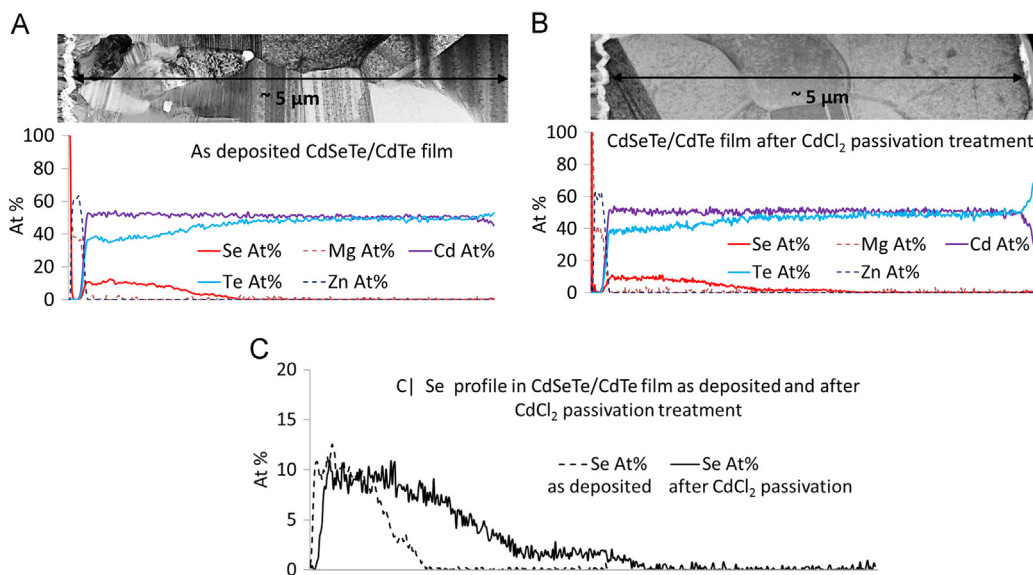 A
~ 5 μm
As deposited CdSeTe/CdTe film
100
80
60
40
20
0
At %
Se At%
Mg At%
Cd At%
Te At%
Zn At%
B
~ 5 μm
CdSeTe/CdTe film after CdCl₂ passivation treatment
100
80
60
40
20
0
At %
Se At%
Mg At%
Cd At%
Te At%
Zn At%
C
C| Se profile in CdSeTe/CdTe film as deposited and after
CdCl₂ passivation treatment
20
15
10
5
0
At %
Se At%
as deposited
Se At%
after CdCl₂ passivation